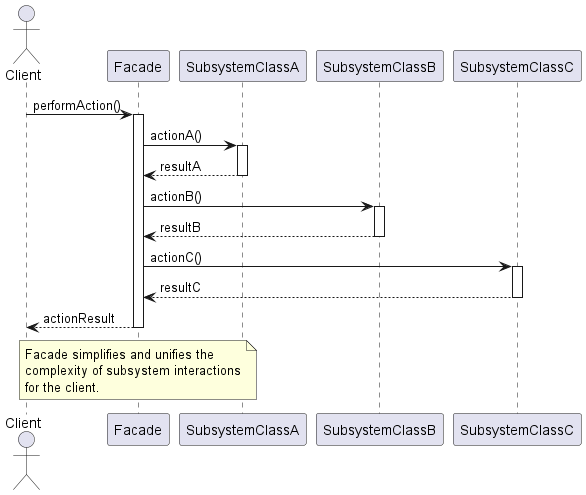 Client
Facade
SubsystemClassA
SubsystemClassB
SubsystemClassC
performAction()
actionA()
resultA
actionB()
resultB
actionC()
resultC
actionResult
Facade simplifies and unifies the
complexity of subsystem interactions
for the client.
Client
Facade
SubsystemClassA
SubsystemClassB
SubsystemClassC